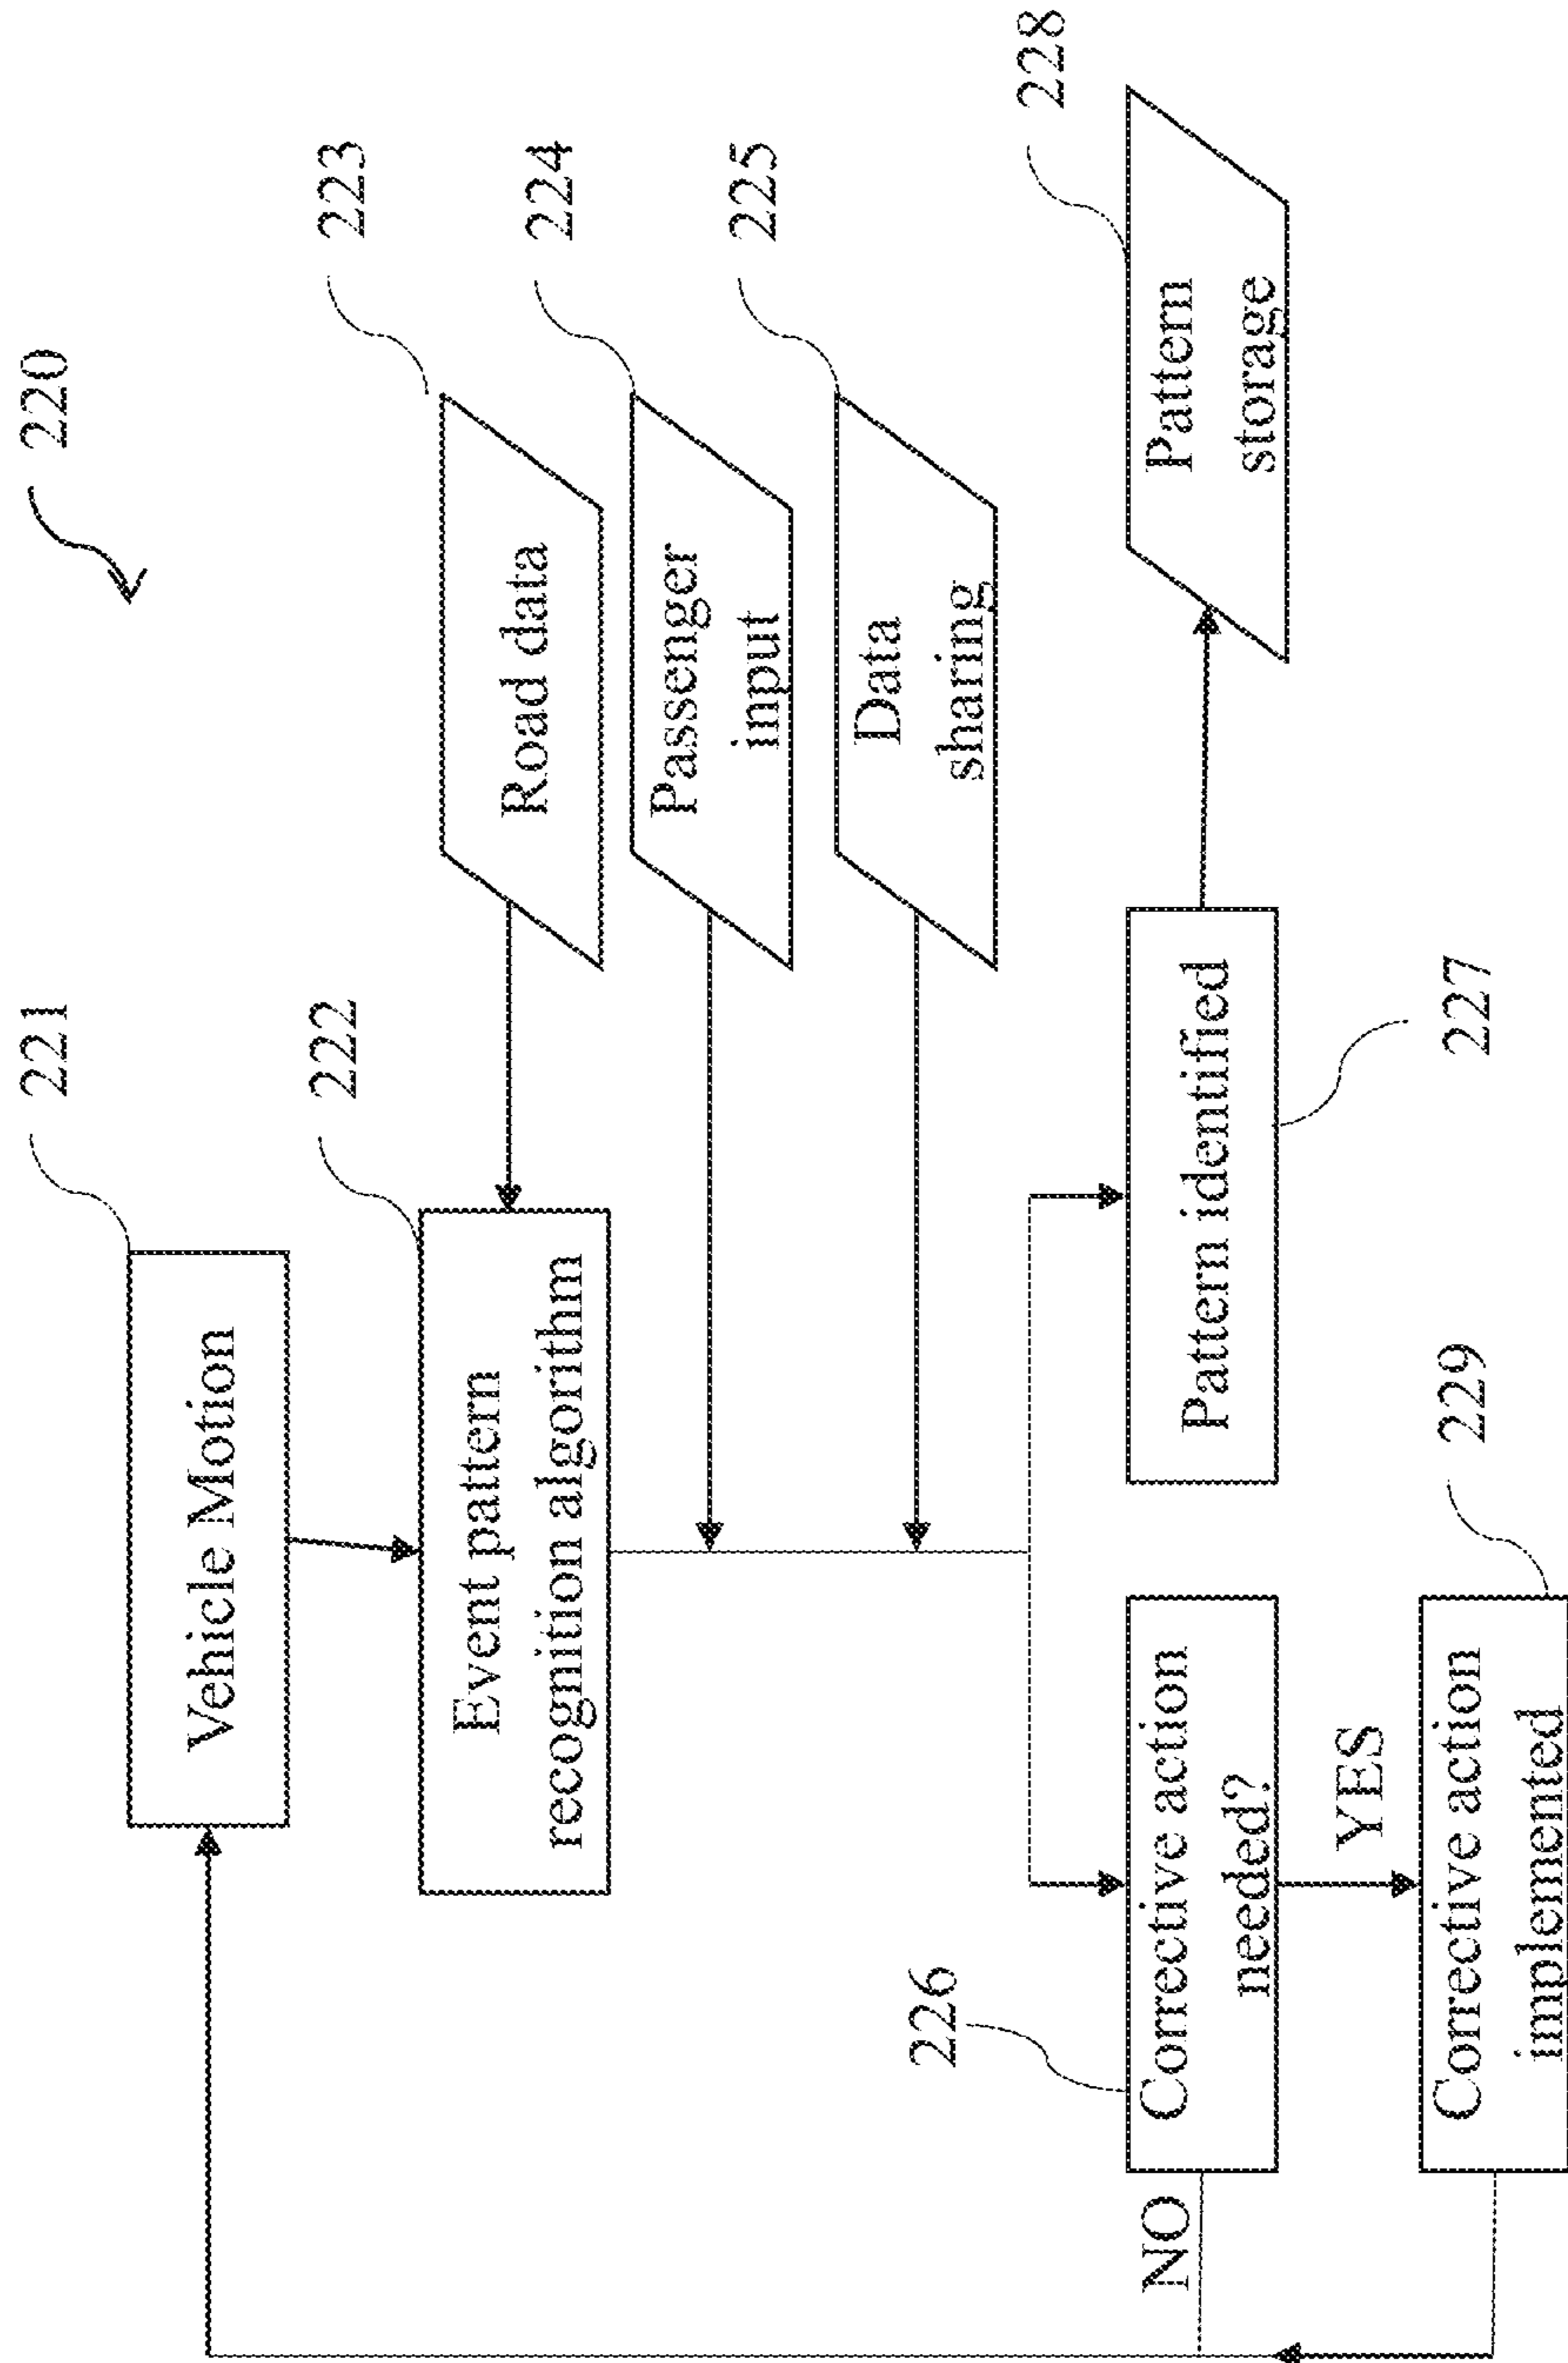 220
221
Vehicle Motion
222
Event pattern
recognition algorithm
223
Road data
224
Passenger
input
225
Data
sharing
226
Corrective action
needed?
NO
YES
227
Pattern identified
228
Pattern
storage
229
Corrective action
implemented